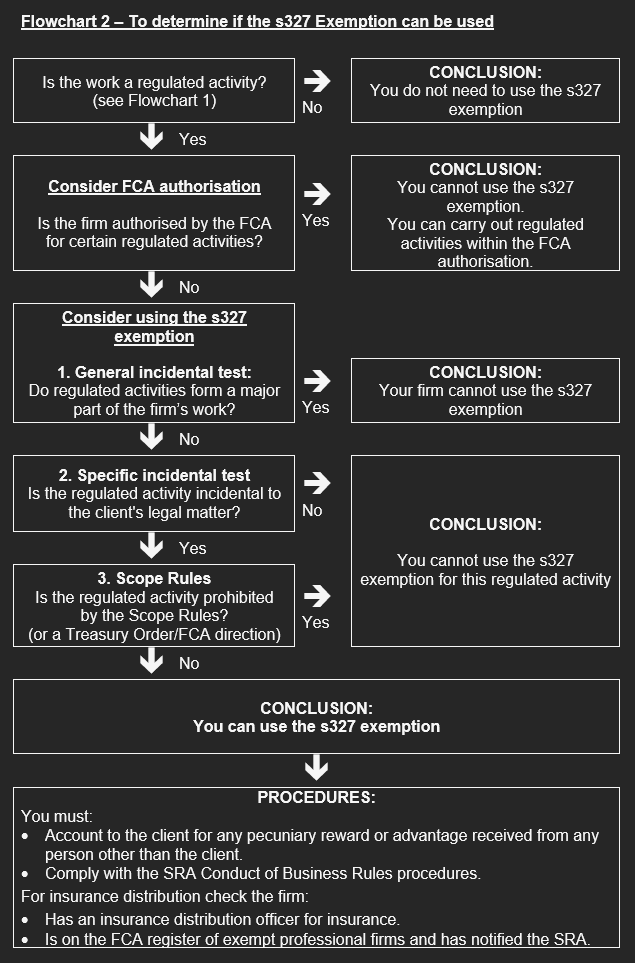 Flowchart 2 – To determine if the s327 Exemption can be used
Is the work a regulated activity?
(see Flowchart 1)
No
CONCLUSION:
You do not need to use the s327
exemption
Yes
Consider FCA authorisation
Is the firm authorised by the FCA
for certain regulated activities?
Yes
CONCLUSION:
You cannot use the s327
exemption.
You can carry out regulated
activities within the FCA
authorisation.
No
Consider using the s327
exemption
1. General incidental test:
Do regulated activities form a major
part of the firm's work?
Yes
CONCLUSION:
Your firm cannot use the s327
exemption
No
2. Specific incidental test
Is the regulated activity incidental to
the client's legal matter?
No
CONCLUSION:
You cannot use the s327
exemption for this regulated activity
Yes
3. Scope Rules
Is the regulated activity prohibited
by the Scope Rules?
(or a Treasury Order/FCA direction)
Yes
No
CONCLUSION:
You can use the s327 exemption
PROCEDURES:
You must:
• Account to the client for any pecuniary reward or advantage received from any
person other than the client.
• Comply with the SRA Conduct of Business Rules procedures.
For insurance distribution check the firm:
• Has an insurance distribution officer for insurance.
• Is on the FCA register of exempt professional firms and has notified the SRA.